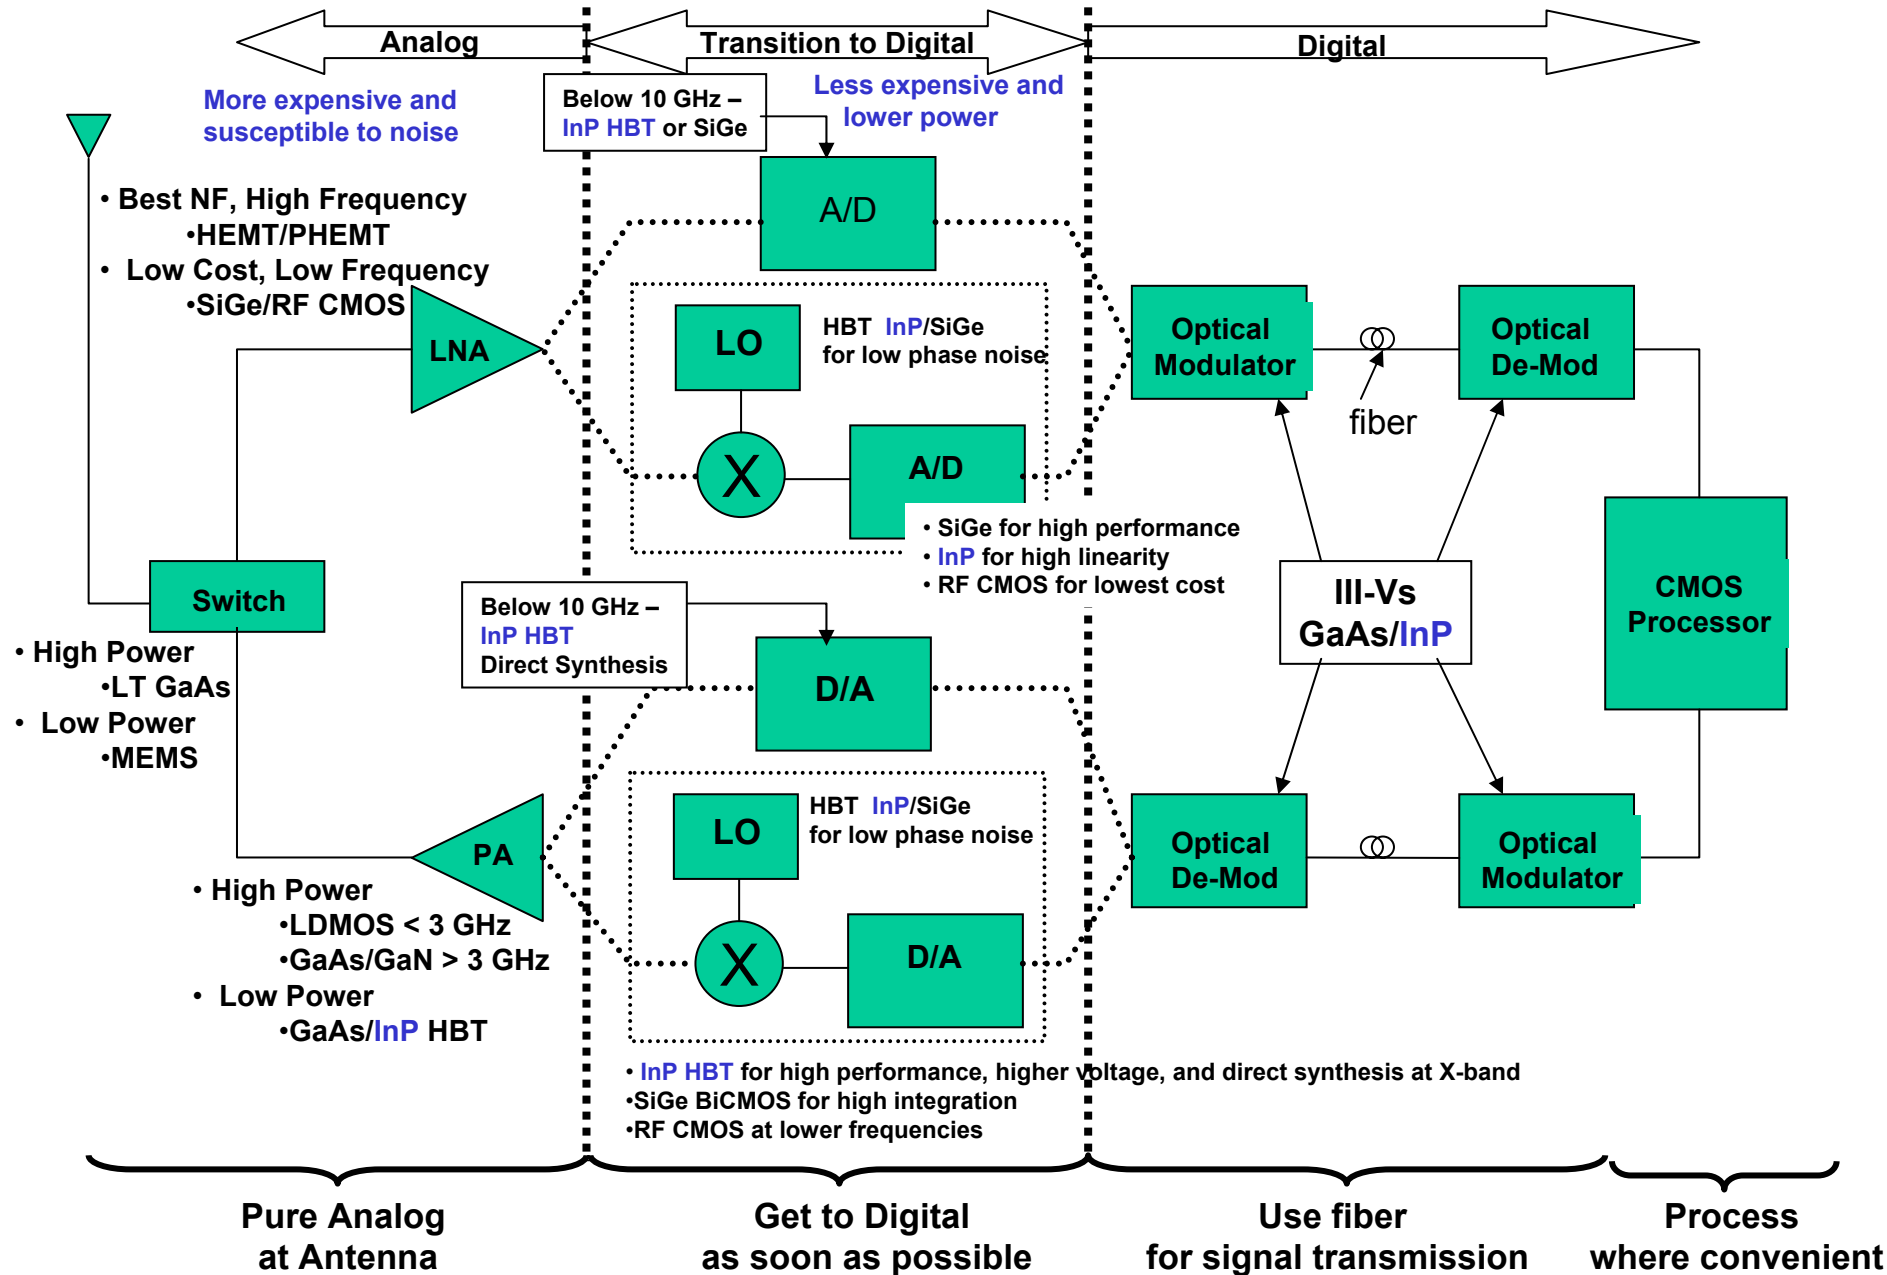 Analog
Transition to Digital
Digital
More expensive and
susceptible to noise
Below 10 GHz –
InP HBT or SiGe
Less expensive and
lower power
• Best NF, High Frequency
•HEMT/PHEMT
• Low Cost, Low Frequency
•SiGe/RF CMOS
A/D
LNA
LO
HBT InP/SiGe
for low phase noise
X
A/D
• SiGe for high performance
• InP for high linearity
• RF CMOS for lowest cost
Optical
Modulator
fiber
Optical
De-Mod
Switch
• High Power
•LT GaAs
• Low Power
•MEMS
Below 10 GHz –
InP HBT
Direct Synthesis
D/A
III-Vs
GaAs/InP
CMOS
Processor
PA
• High Power
•LDMOS < 3 GHz
•GaAs/GaN > 3 GHz
• Low Power
•GaAs/InP HBT
LO
HBT InP/SiGe
for low phase noise
X
D/A
Optical
De-Mod
Optical
Modulator
• InP HBT for high performance, higher voltage, and direct synthesis at X-band
•SiGe BiCMOS for high integration
•RF CMOS at lower frequencies
Pure Analog
at Antenna
Get to Digital
as soon as possible
Use fiber
for signal transmission
Process
where convenient